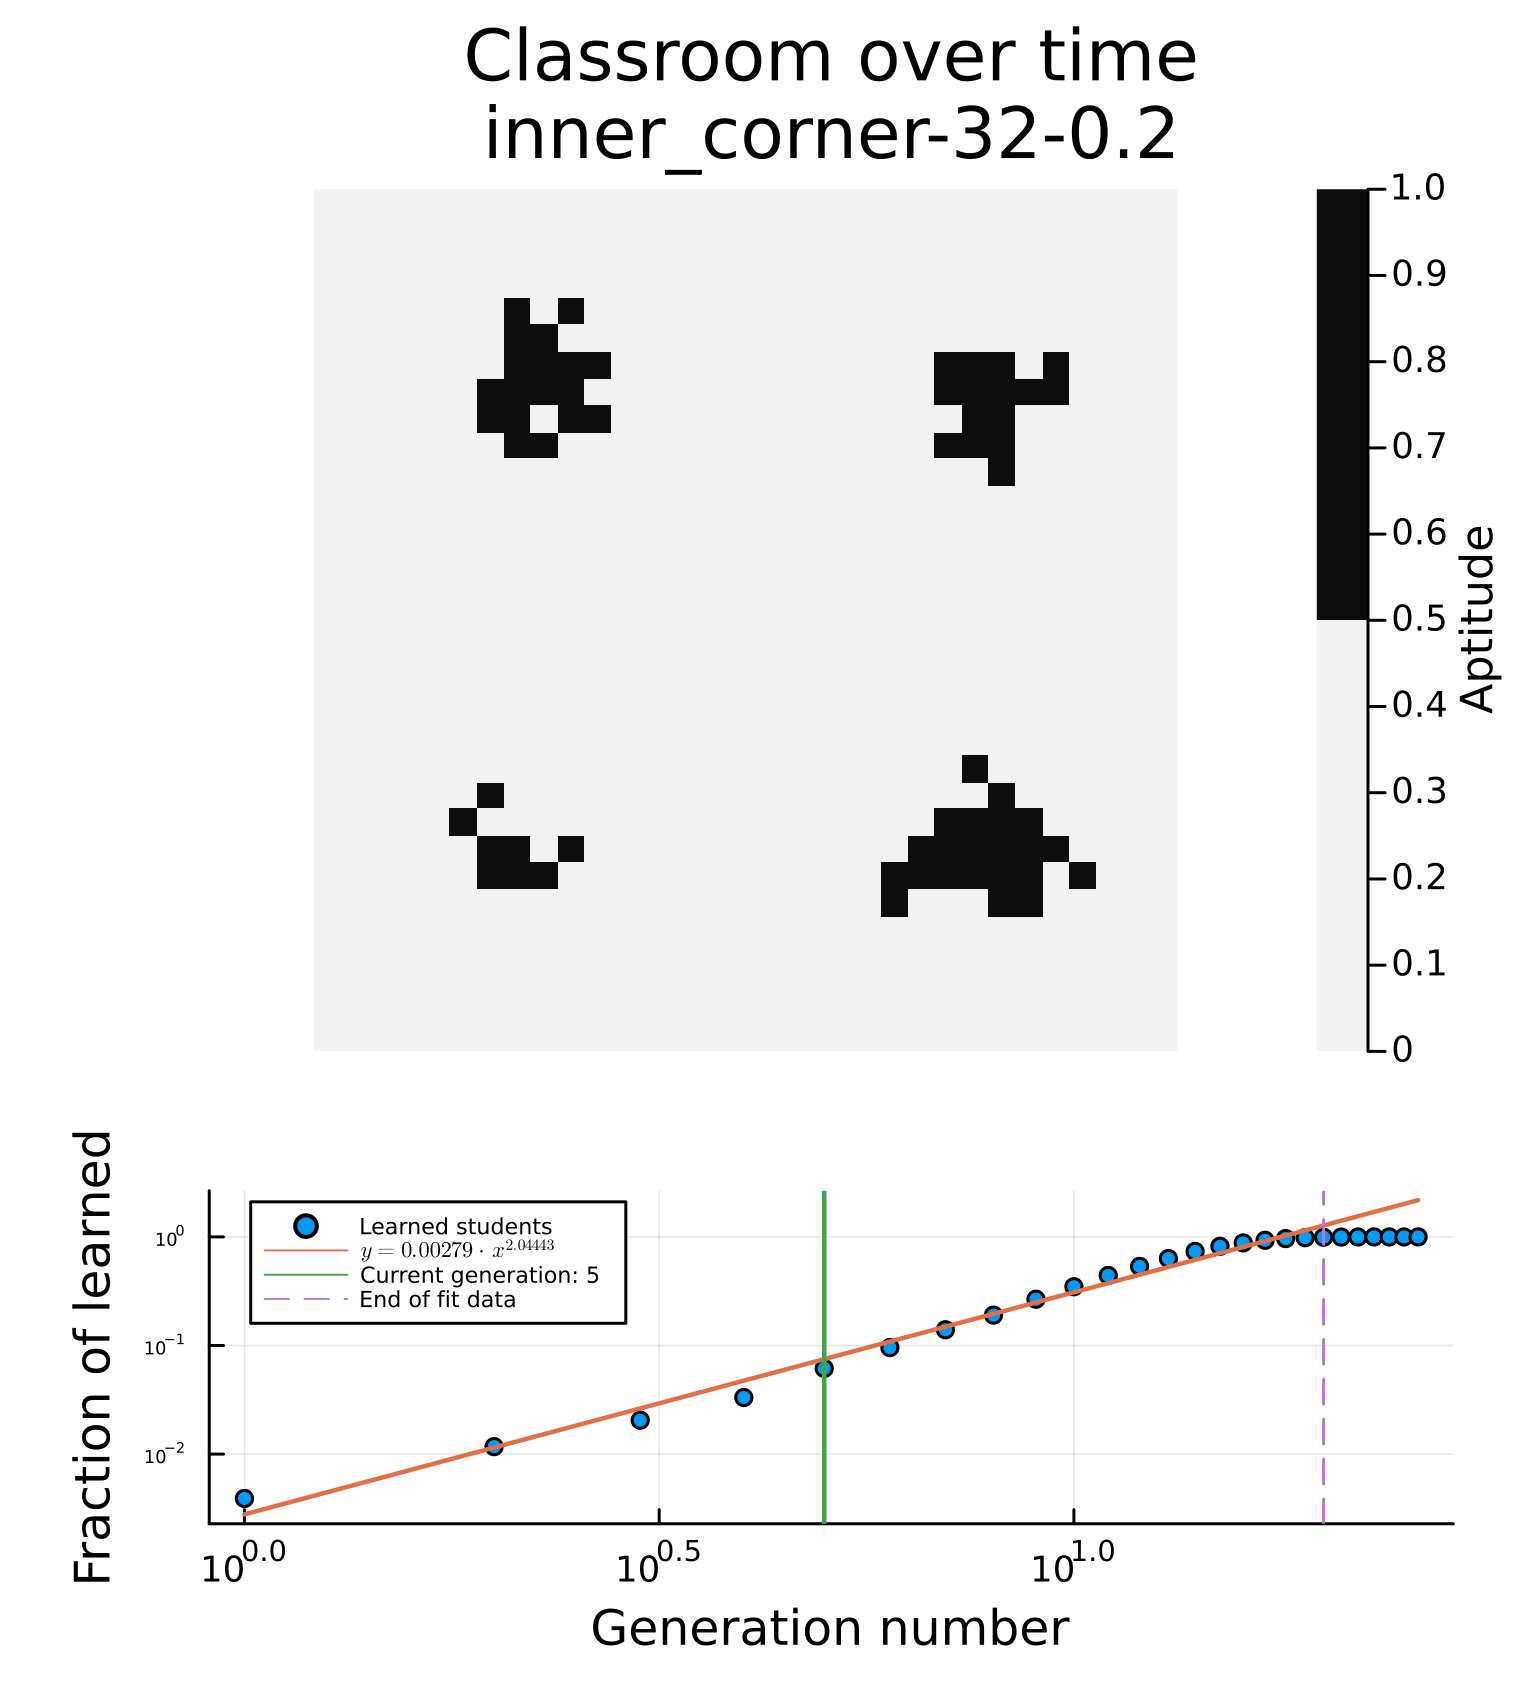 Classroom over time
inner_corner-32-0.2
1.0
0.9
0.8
0.7
0.6
0.5
0.4
0.3
0.2
0.1
0
Aptitude
Fraction of learned
10^0
10^-1
10^-2
Learned students
y = 0.00279 · x^2.04443
Current generation: 5
End of fit data
10^0.0
10^0.5
10^1.0
Generation number